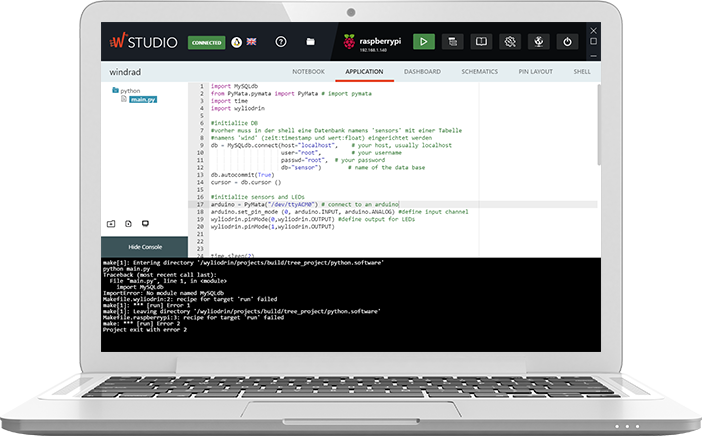 W STUDIO
CONNECTED
raspberrypi
192.168.1.140
windrad
NOTEBOOK APPLICATION DASHBOARD SCHEMATICS PIN LAYOUT SHELL
python
main.py
1 import MySQLdb
2 from PyMata.pymata import PyMata # import pymata
3 import time
4 import wyliodrin
5
6 #initialize DB
7 #vorher muss in der shell eine Datenbank namens 'sensors' mit einer Tabelle
8 #namens 'wind' (zeit:timestamp und wert:float) eingerichtet werden
9 db = MySQLdb.connect(host="localhost", # your host, usually localhost
10 user="root", # your username
11 passwd="root", # your password
12 db="sensor") # name of the data base
13 db.autocommit(True)
14 cursor = db.cursor ()
15
16 #initialize sensors and LEDs
17 arduino = PyMata("/dev/ttyACM0") # connect to an arduino
18 arduino.set_pin_mode (0, arduino.INPUT, arduino.ANALOG) #define input channel
19 wyliodrin.pinMode(0,wyliodrin.OUTPUT) #define output for LEDs
20 wyliodrin.pinMode(1,wyliodrin.OUTPUT)
21
22
23
24 time.sleep(2)
Hide Console
make[1]: Entering directory '/wyliodrin/projects/build/tree_project/python.software'
python main.py
Traceback (most recent call last):
File "main.py", line 1, in <module>
import MySQLdb
ImportError: No module named MySQLdb
Makefile.wyliodrin:2: recipe for target 'run' failed
make[1]: *** [run] Error 1
make[1]: Leaving directory '/wyliodrin/projects/build/tree_project/python.software'
Makefile.raspberrypi:3: recipe for target 'run' failed
make: *** [run] Error 2
Project exit with error 2